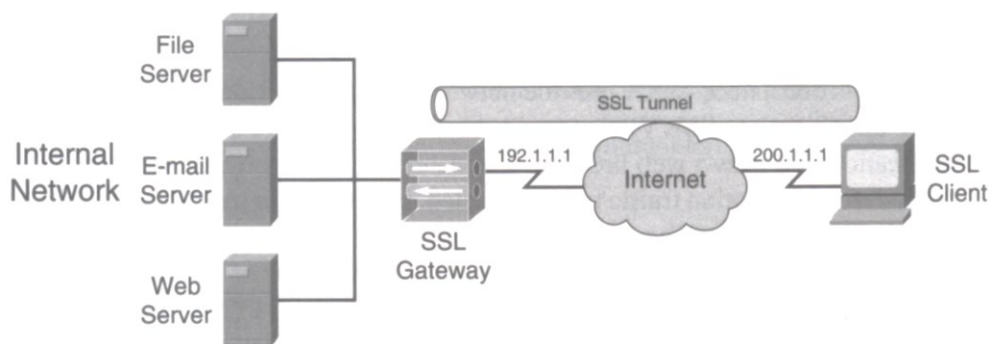 File
Server
Internal
Network
E-mail
Server
Web
Server
SSL
Gateway
192.1.1.1
SSL Tunnel
Internet
200.1.1.1
SSL
Client